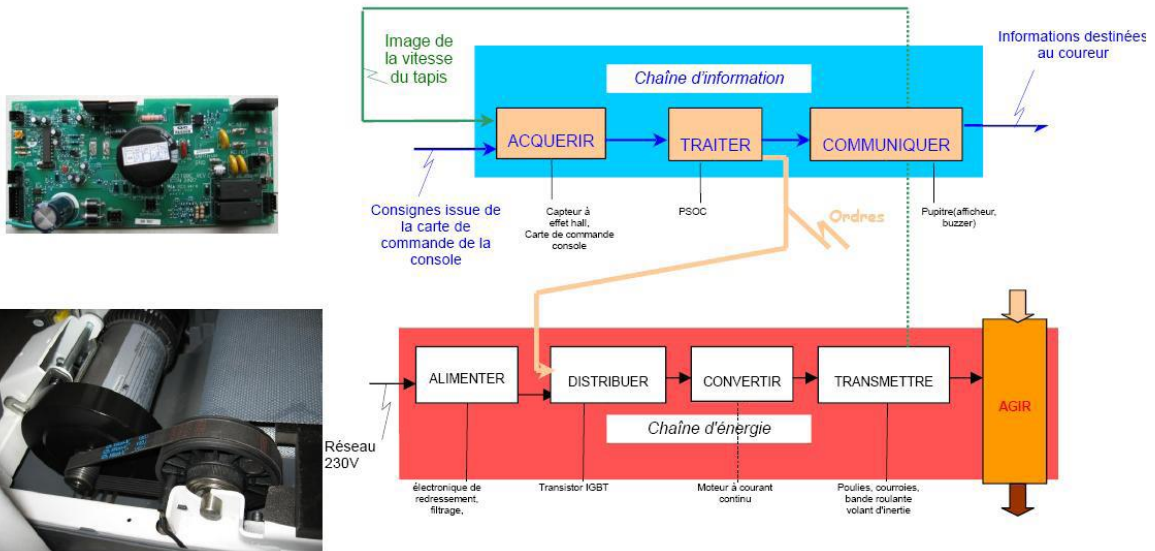 Image de
la vitesse
du tapis
Informations destinées
au coureur
Chaîne d'information
ACQUERIR
TRAITER
COMMUNIQUER
Consignes issue de
la carte de
commande de la
console
Capteur à
effet hall,
Carte de commande
console
PSOC
Ordres
Pupitre(afficheur,
buzzer)
ALIMENTER
DISTRIBUER
CONVERTIR
TRANSMETTRE
AGIR
Chaîne d'énergie
Réseau
230V
électronique de
redressement,
filtrage,
Transistor IGBT
Moteur à courant
continu
Poulies, courroies,
bande roulante
volant d'inertie